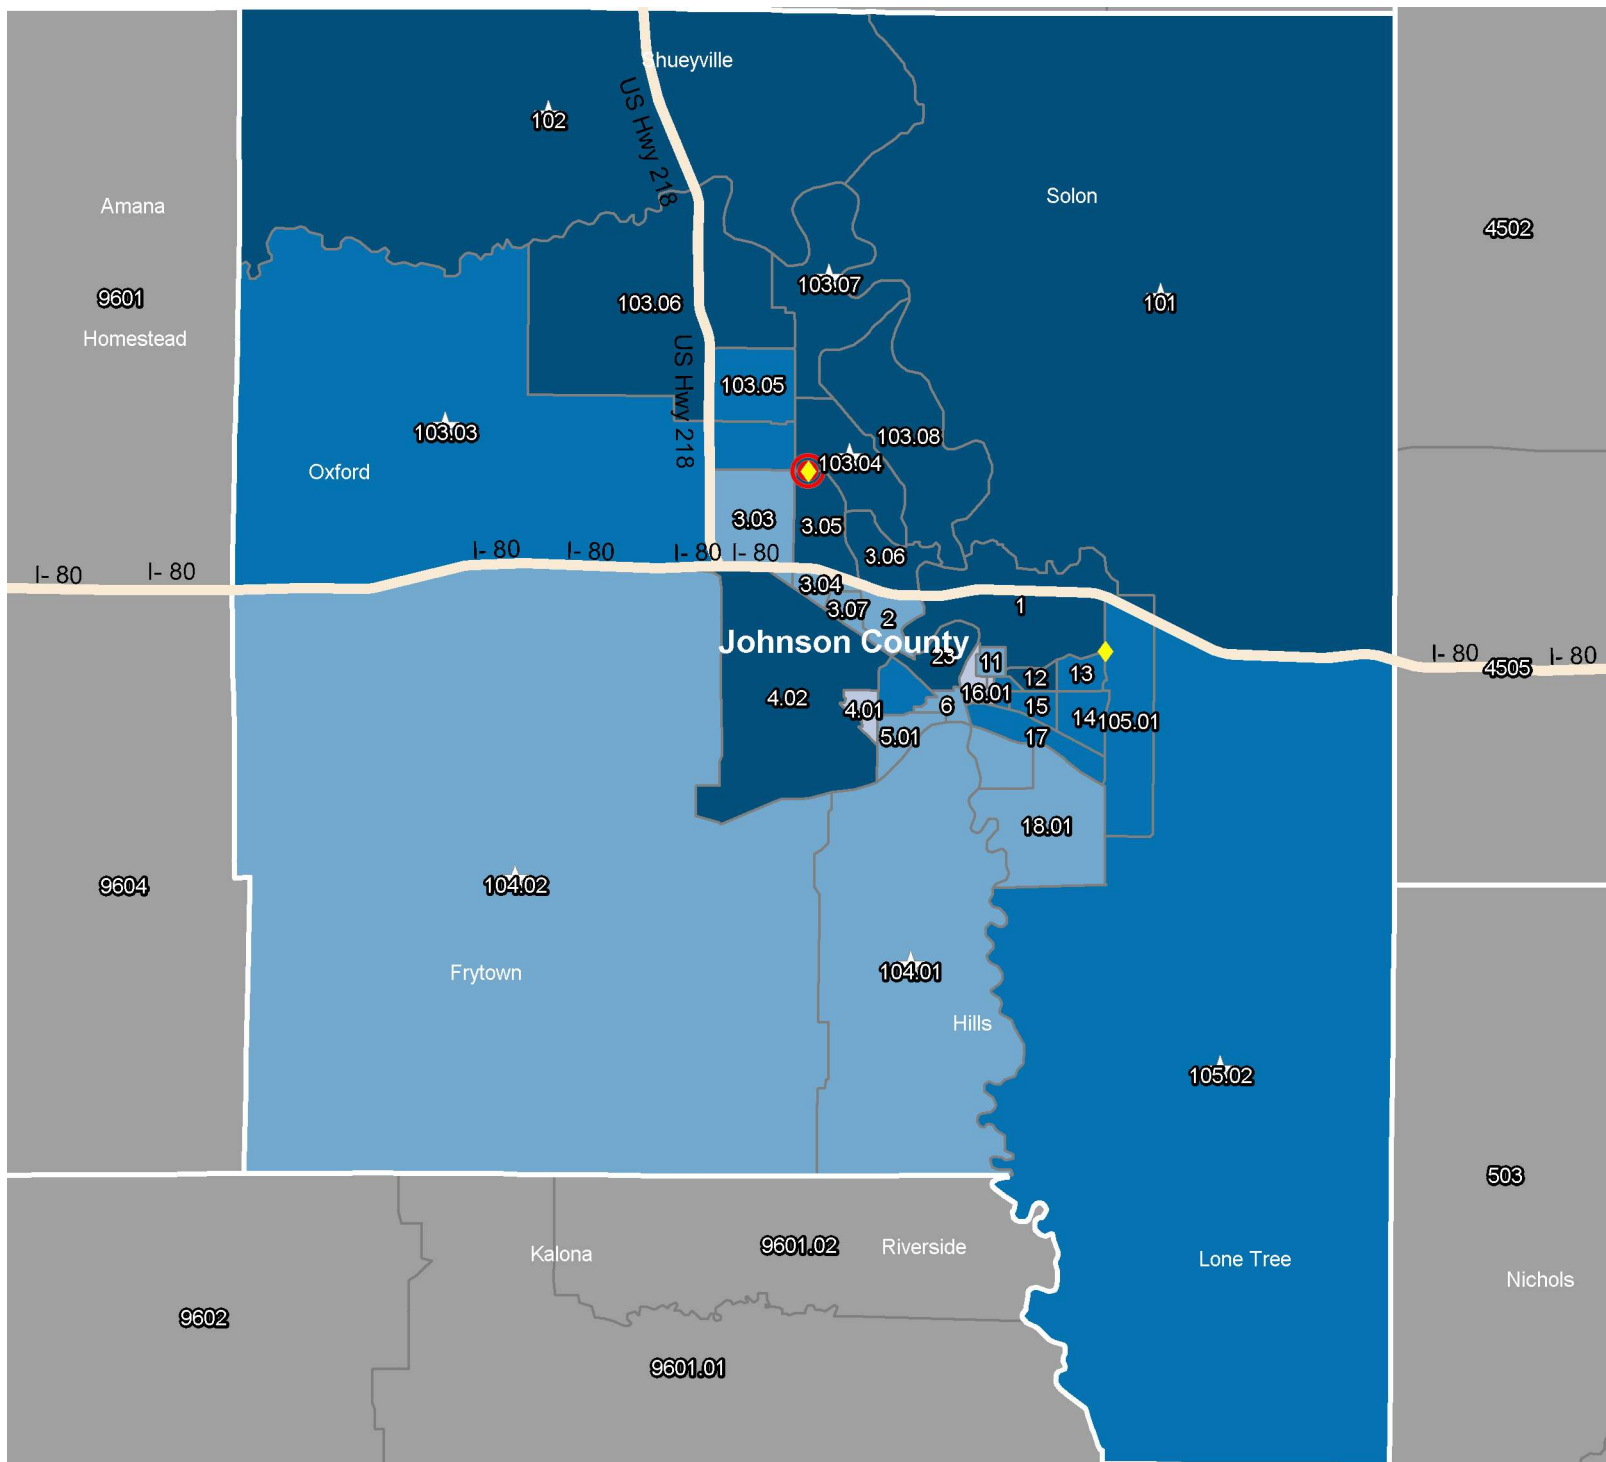 Shueyville
US Hwy 218
102
Amana
Solon
4502
103.07
9601
103.06
101
Homestead
US Hwy 218
103.05
103.03
103.08
103.04
Oxford
3.03
3.05
I- 80
I- 80
I- 80
I- 80
3.06
I- 80
I- 80
3.04
3.07
2
1
Johnson County
23
11
I- 80
4505
I- 80
12
13
16.01
4.02
4.01
6
15
14
105.01
5.01
17
18.01
9604
104.02
Frytown
104.01
Hills
105.02
503
Kalona
9601.02
Riverside
Lone Tree
Nichols
9602
9601.01